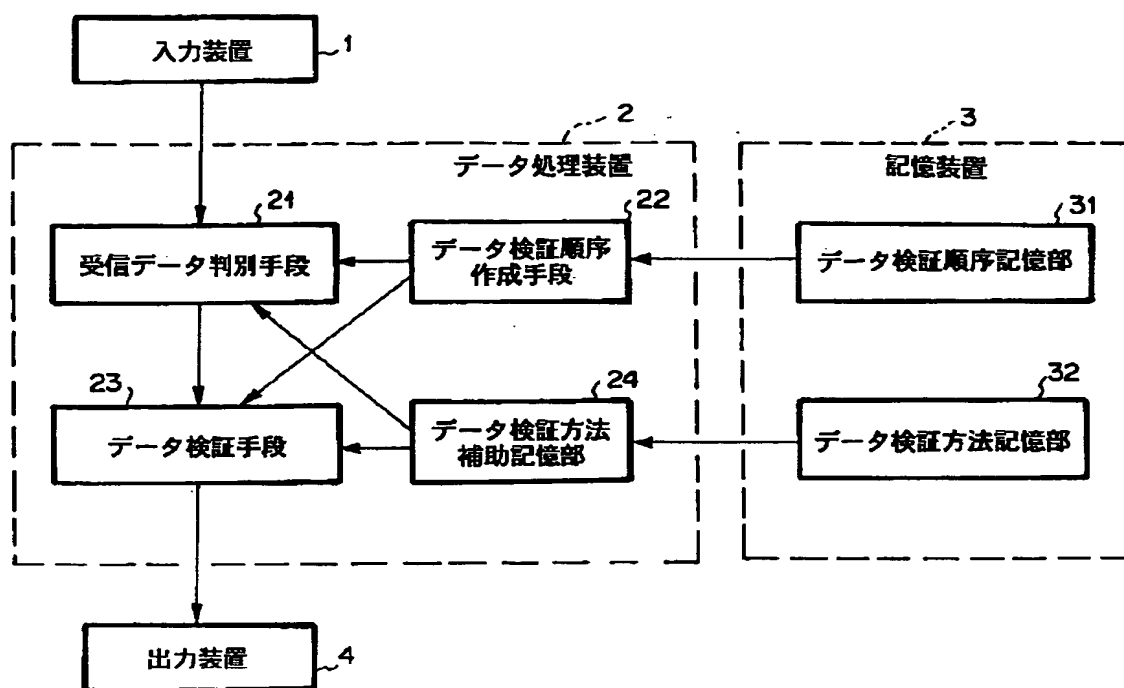 入力装置
1
2
3
データ処理装置
記憶装置
21
22
31
受信データ判別手段
データ検証順序
作成手段
データ検証順序記憶部
23
24
32
データ検証手段
データ検証方法
補助記憶部
データ検証方法記憶部
出力装置
4